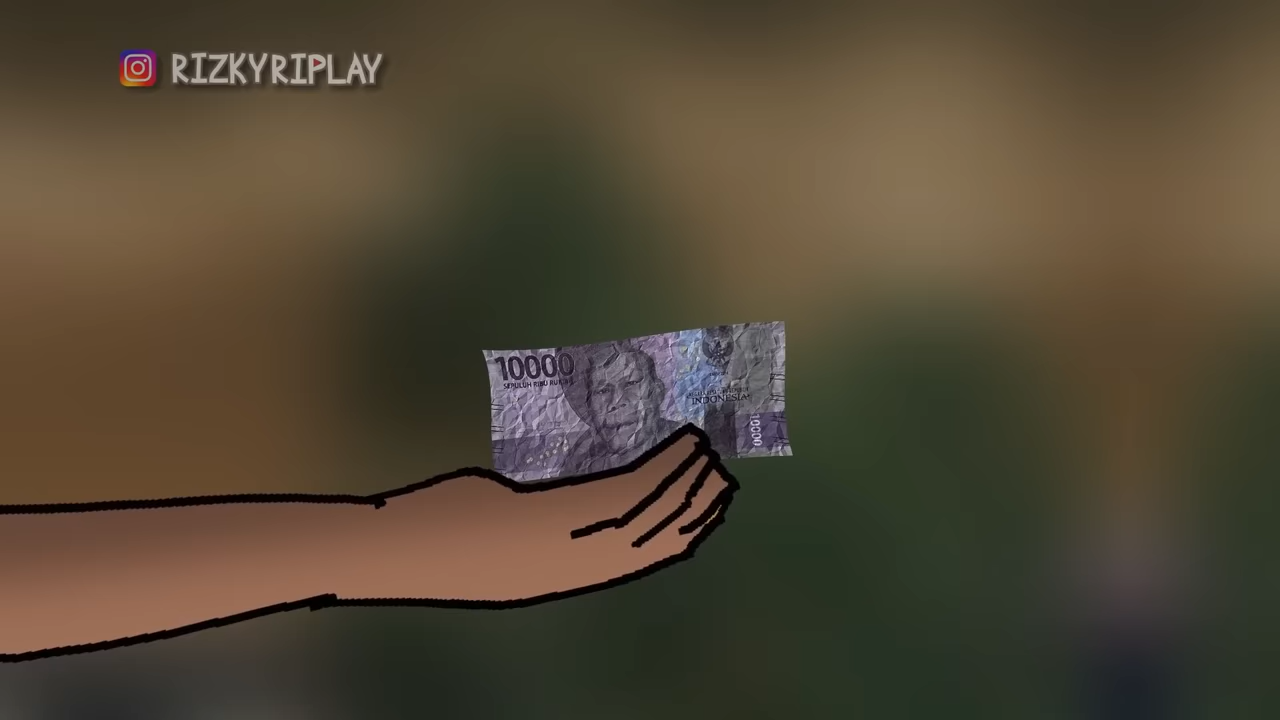 RIZKYRIPLAY
10000
SEPULUH RIBU RUPIAH
INDONESIA
10000